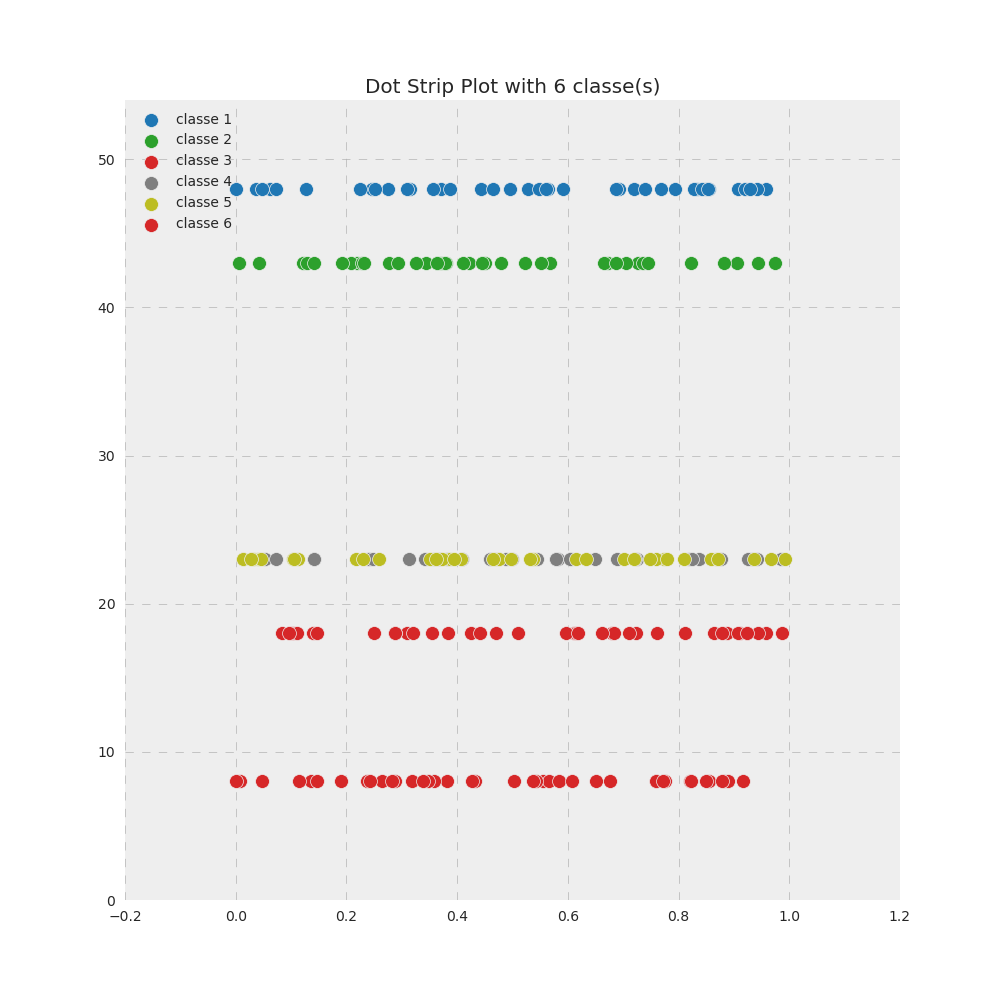 Dot Strip Plot with 6 classe(s)
classe 1
classe 2
classe 3
classe 4
classe 5
classe 6
50
40
30
20
10
0
−0.2 0.0 0.2 0.4 0.6 0.8 1.0 1.2